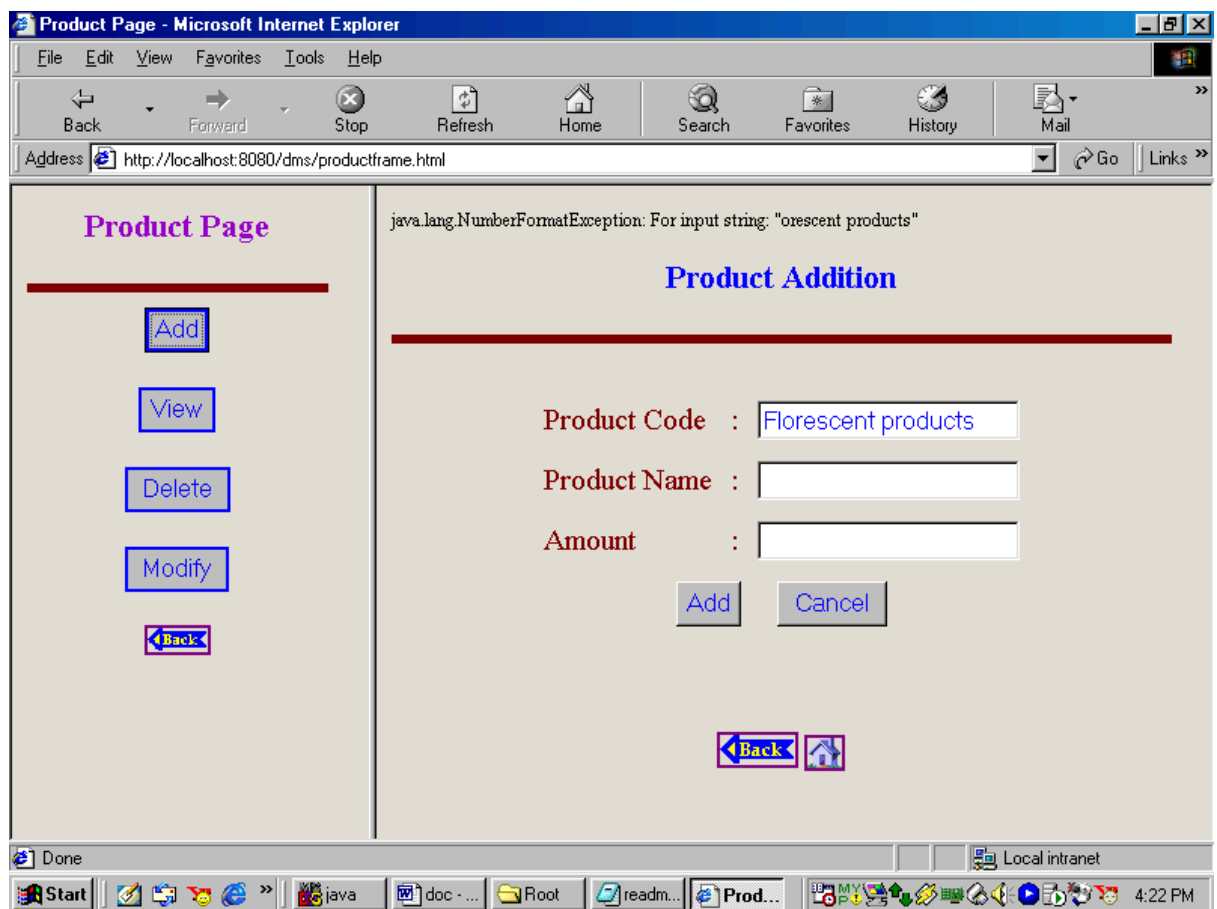 Product Page - Microsoft Internet Explorer
File Edit View Favorites Tools Help
Back Forward Stop Refresh Home Search Favorites History Mail »
Address http://localhost:8080/dms/productframe.html Go Links »
Product Page
Add
View
Delete
Modify
Back
java.lang.NumberFormatException: For input string: "orescent products"
Product Addition
Product Code : Florescent products
Product Name :
Amount :
Add Cancel
Back
Done Local intranet
Start » java doc - ... Root readm... Prod... 4:22 PM